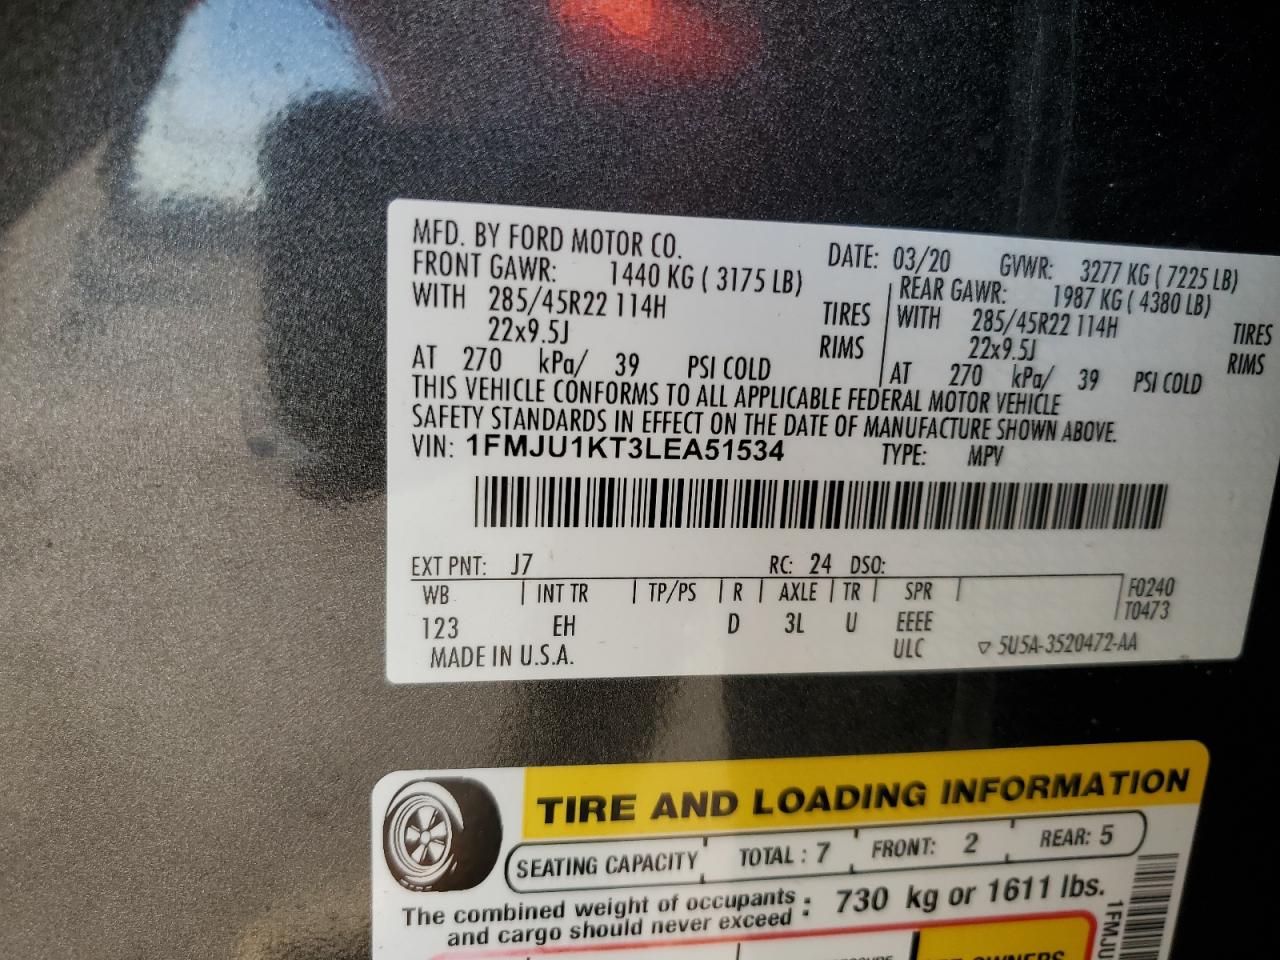 MFD. BY FORD MOTOR CO. DATE: 03/20 GVWR: 3277 KG ( 7225 LB)
FRONT GAWR: 1440 KG ( 3175 LB) REAR GAWR: 1987 KG ( 4380 LB)
WITH 285/45R22 114H TIRES WITH 285/45R22 114H TIRES
22x9.5J RIMS 22x9.5J RIMS
AT 270 kPa/ 39 PSI COLD AT 270 kPa/ 39 PSI COLD
THIS VEHICLE CONFORMS TO ALL APPLICABLE FEDERAL MOTOR VEHICLE
SAFETY STANDARDS IN EFFECT ON THE DATE OF MANUFACTURE SHOWN ABOVE.
VIN: 1FMJU1KT3LEA51534 TYPE: MPV
EXT PNT: J7 RC: 24 DSO:
WB INT TR TP/PS R AXLE TR SPR F0240
T0473
123 EH D 3L U EEEE
MADE IN U.S.A. ULC ▽ 5U5A-3520472-AA
TIRE AND LOADING INFORMATION
SEATING CAPACITY TOTAL : 7 FRONT: 2 REAR: 5
The combined weight of occupants : 730 kg or 1611 lbs.
and cargo should never exceed
1FMJU
OWNERS